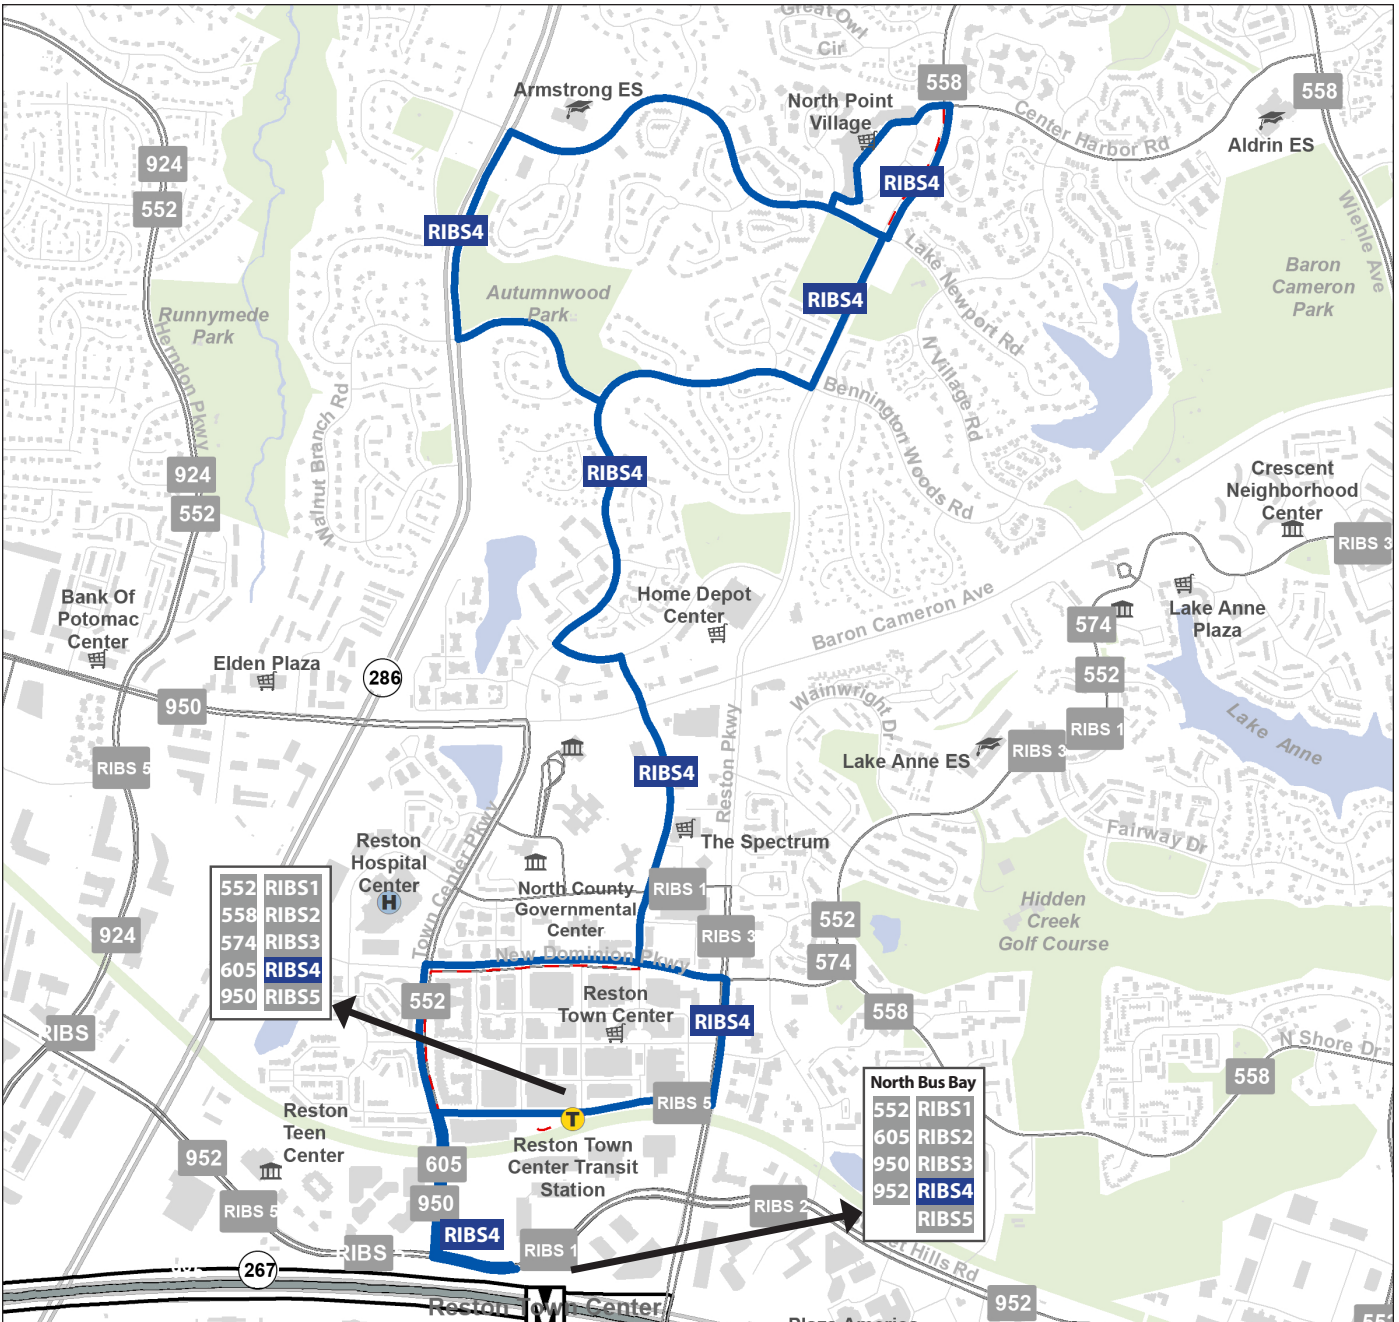 Great Owl
Cir
Armstrong ES
North Point
Village
558
558
Center Harbor Rd
Aldrin ES
924
552
RIBS4
RIBS4
Wiehle Ave
Runnymede
Park
Herndon Pkwy
Autumnwood
Park
RIBS4
Lake Newport Rd
Baron
Cameron
Park
N Village Rd
Walnut Branch Rd
Bennington Woods Rd
924
552
RIBS4
Crescent
Neighborhood
Center
RIBS 3
Bank Of
Potomac
Center
Home Depot
Center
Baron Cameron Ave
574
Lake Anne
Plaza
Elden Plaza
286
552
950
Wainwright Dr
RIBS 1
Lake Anne
RIBS 5
RIBS4
Reston Pkwy
Lake Anne ES
RIBS 3
Town Center Pkwy
Reston
Hospital
Center
H
The Spectrum
Fairway Dr
552
RIBS1
558
RIBS2
574
RIBS3
605
RIBS4
950
RIBS5
North County
Governmental
Center
RIBS 1
RIBS 3
552
574
Hidden
Creek
Golf Course
924
New Dominion Pkwy
552
Reston
Town Center
RIBS4
558
RIBS
N Shore Dr
558
RIBS 5
North Bus Bay
552
RIBS1
605
RIBS2
950
RIBS3
952
RIBS4
RIBS5
Reston
Teen
Center
T
Reston Town
Center Transit
Station
952
605
950
RIBS 5
RIBS4
RIBS 2
RIBS
RIBS 1
et Hills Rd
267
952
Reston Town Center
M
Plaza America